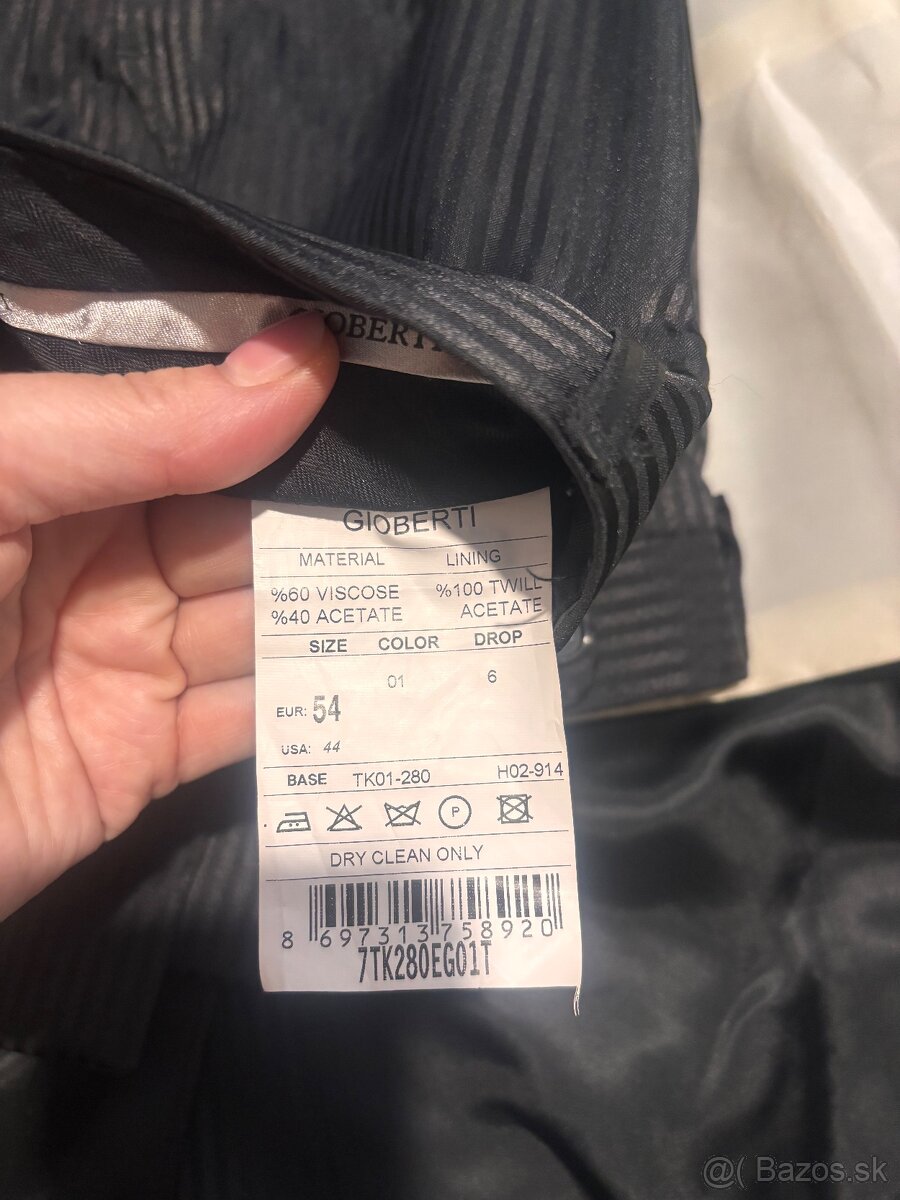 GIOBERTI
GIOBERTI
MATERIAL LINING
%60 VISCOSE %100 TWILL
%40 ACETATE ACETATE
SIZE COLOR DROP
01 6
EUR: 54
USA: 44
BASE TK01-280 H02-914
P
DRY CLEAN ONLY
8 697313 758920
7TK280EG01T
@( Bazos.sk